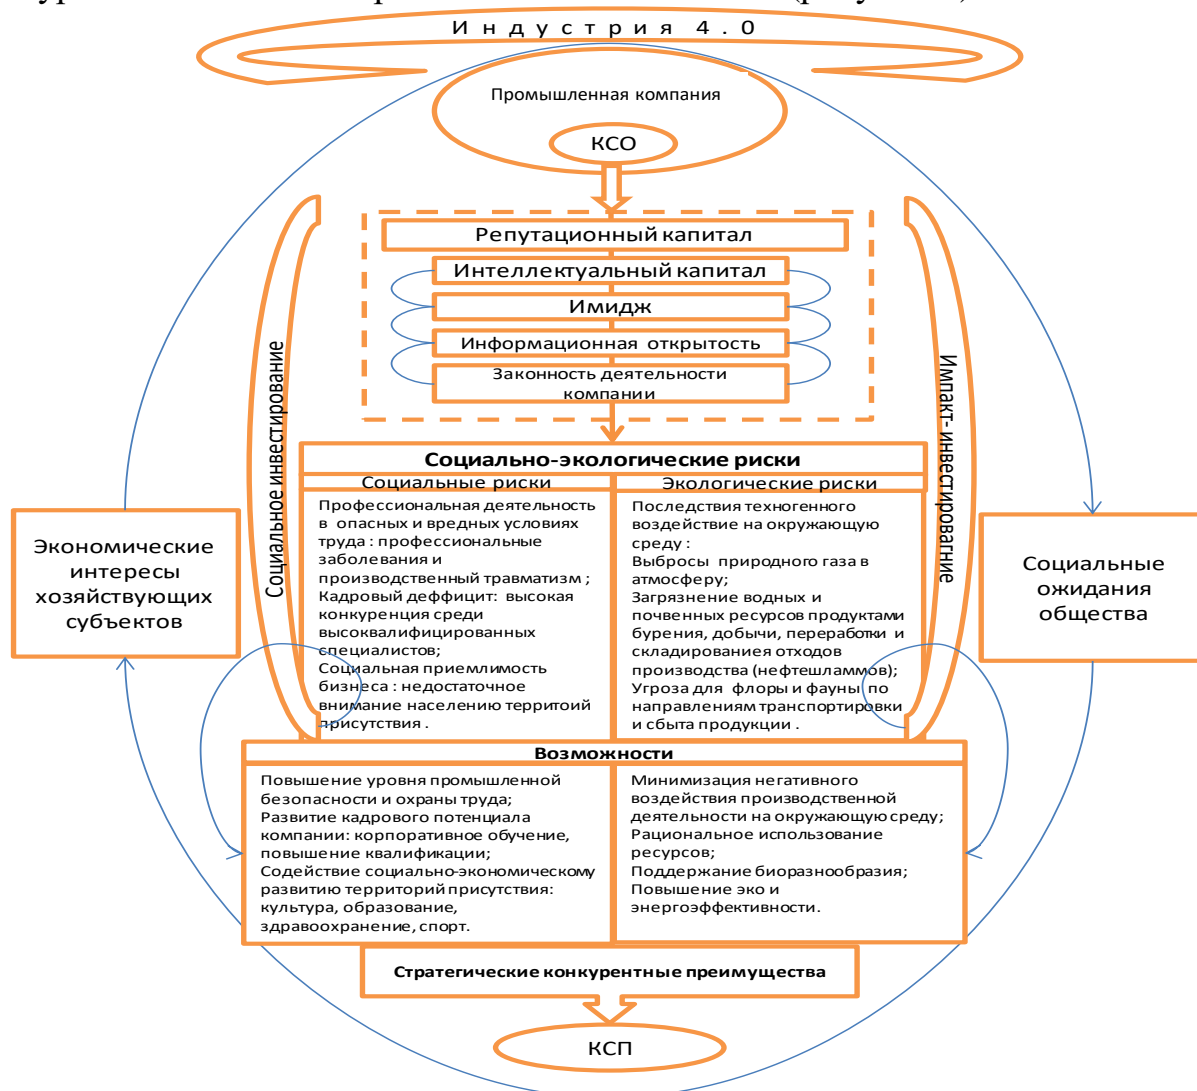 Индустрия 4.0
Промышленная компания
КСО
Репутационный капитал
Интеллектуальный капитал
Имидж
Информационная открытость
Законность деятельности
компании
Социальное инвестирование
Импакт- инвестировагние
Экономические
интересы
хозяйствующих
субъектов
Социальные
ожидания
общества
Социально-экологические риски
Социальные риски
Профессиональная деятельность
в опасных и вредных условиях
труда : профессиональные
заболевания и
производственный травматизм ;
Кадровый деффицит: высокая
конкуренция среди
высоквалифицированных
специалистов;
Социальная приемлимость
бизнеса : недостаточное
внимание населению территоий
присутствия .
Экологические риски
Последствия техногенного
воздействие на окружающую
среду :
Выбросы природного газа в
атмосферу;
Загрязнение водных и
почвенных ресурсов продуктами
бурения, добычи, переработки и
складированиея отходов
производства (нефтешламмов);
Угроза для флоры и фауны по
направлениям транспортировки
и сбыта продукции .
Возможности
Повышение уровня промышленной
безопасности и охраны труда;
Развитие кадрового потенциала
компании: корпоративное обучение,
повышение квалификации;
Содействие социально-экономическому
развитию территорий присутствия:
культура, образование,
здравоохранение, спорт.
Минимизация негативного
воздействия производственной
деятельности на окружающую среду;
Рациональное использование
ресурсов;
Поддержание биоразнообразия;
Повышение эко и
энергоэффективности.
Стратегические конкурентные преимущества
КСП